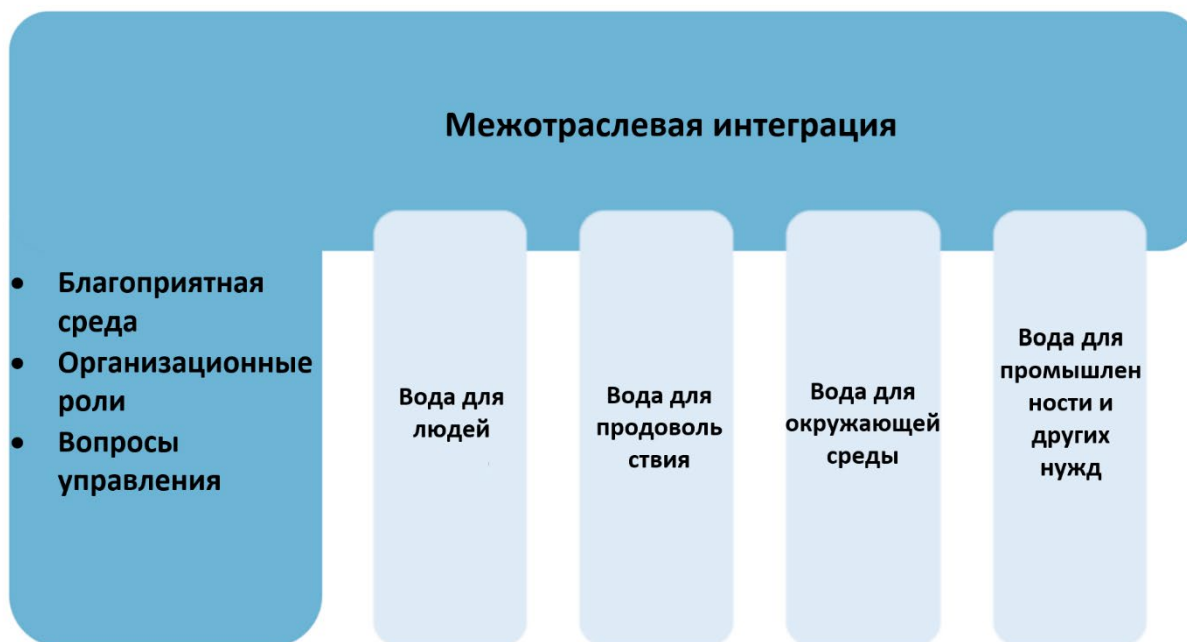 Межотраслевая интеграция
• Благоприятная
среда
• Организационные
роли
• Вопросы
управления
Вода для
людей
Вода для
продоволь
ствия
Вода для
окружающей
среды
Вода для
промышлен
ности и
других
нужд